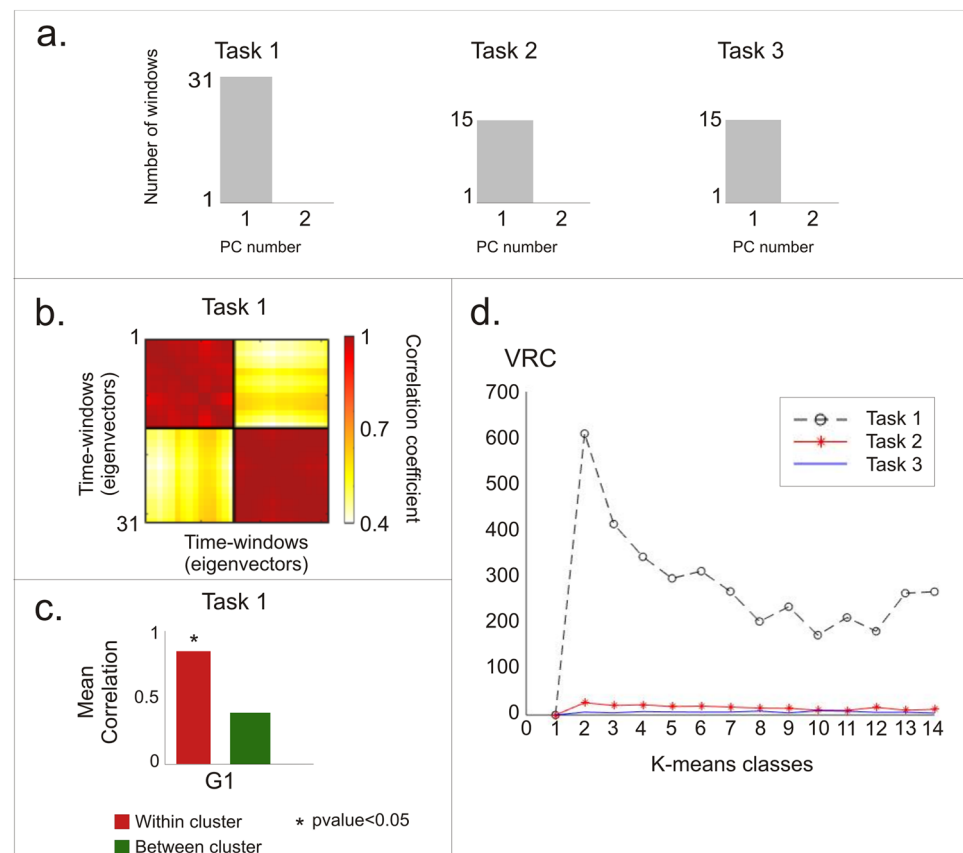 a.
Task 1
Task 2
Task 3
Number of windows
31
1
1 2
PC number
15
1
1 2
PC number
15
1
1 2
PC number
b.
Task 1
1
31
Time-windows
(eigenvectors)
Time-windows
(eigenvectors)
1
0.7
0.4
Correlation coefficient
c.
Task 1
Mean
Correlation
1
0.5
0
*
G1
Within cluster
* pvalue<0.05
Between cluster
d.
VRC
700
600
500
400
300
200
100
0
0 1 2 3 4 5 6 7 8 9 10 11 12 13 14
K-means classes
Task 1
Task 2
Task 3